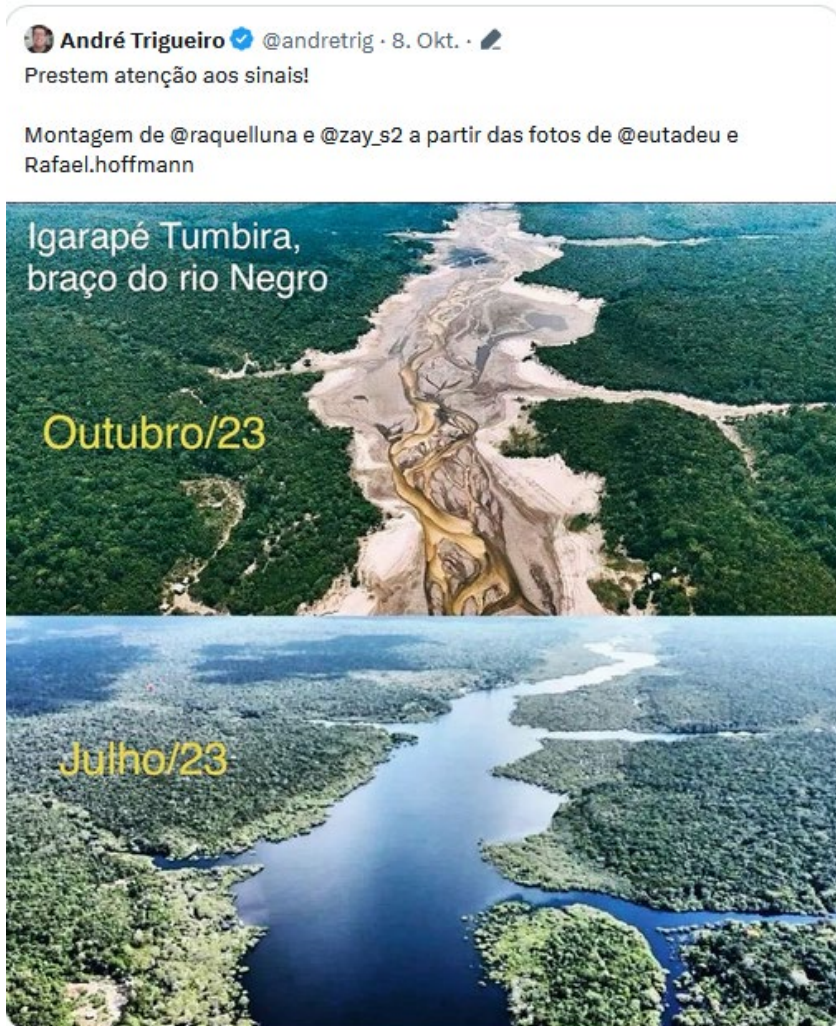 André Trigueiro @andretrig · 8. Okt. ·
Prestem atenção aos sinais!
Montagem de @raquelluna e @zay_s2 a partir das fotos de @eutadeu e
Rafael.hoffmann
Igarapé Tumbira,
braço do rio Negro
Outubro/23
Julho/23